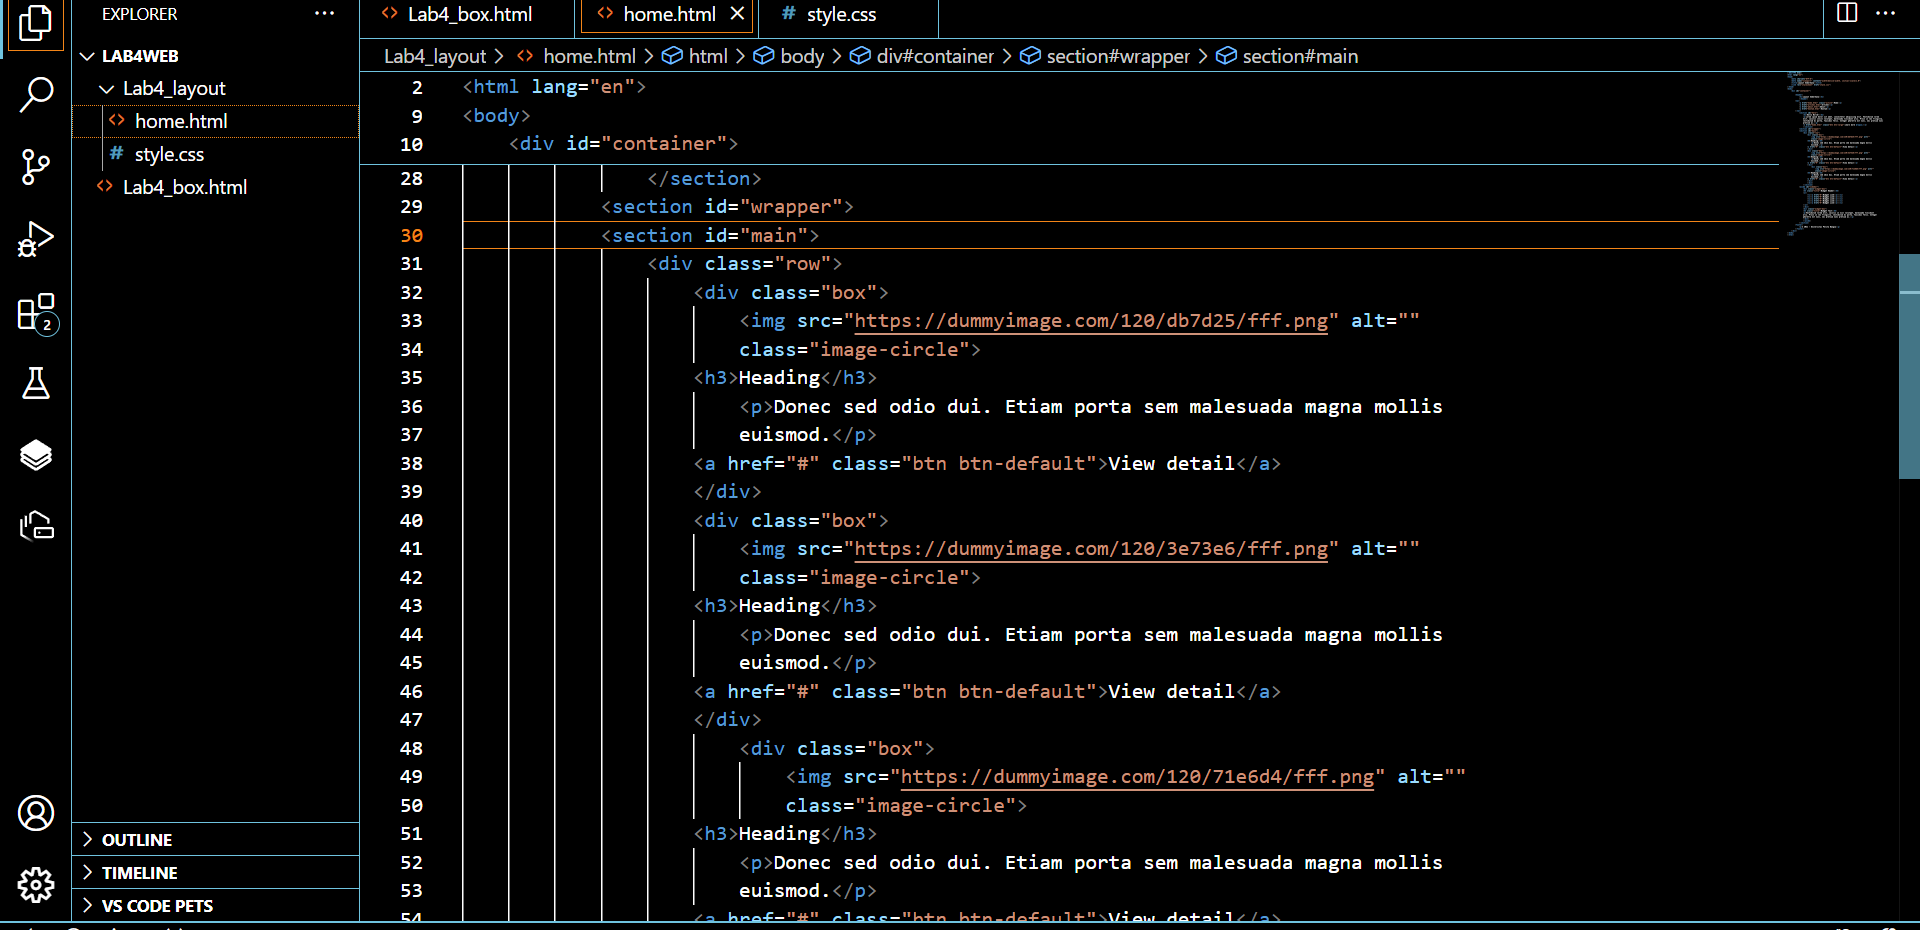 EXPLORER
LAB4WEB
Lab4_layout
home.html
style.css
Lab4_box.html
OUTLINE
TIMELINE
VS CODE PETS
2
Lab4_box.html
home.html
style.css
Lab4_layout > home.html > html > body > div#container > section#wrapper > section#main
2 <html lang="en">
9 <body>
10 <div id="container">
28 </section>
29 <section id="wrapper">
30 <section id="main">
31 <div class="row">
32 <div class="box">
33 <img src="https://dummyimage.com/120/db7d25/fff.png" alt=""
34 class="image-circle">
35 <h3>Heading</h3>
36 <p>Donec sed odio dui. Etiam porta sem malesuada magna mollis
37 euismod.</p>
38 <a href="#" class="btn btn-default">View detail</a>
39 </div>
40 <div class="box">
41 <img src="https://dummyimage.com/120/3e73e6/fff.png" alt=""
42 class="image-circle">
43 <h3>Heading</h3>
44 <p>Donec sed odio dui. Etiam porta sem malesuada magna mollis
45 euismod.</p>
46 <a href="#" class="btn btn-default">View detail</a>
47 </div>
48 <div class="box">
49 <img src="https://dummyimage.com/120/71e6d4/fff.png" alt=""
50 class="image-circle">
51 <h3>Heading</h3>
52 <p>Donec sed odio dui. Etiam porta sem malesuada magna mollis
53 euismod.</p>
54 <a href="#" class="btn btn-default">View detail</a>